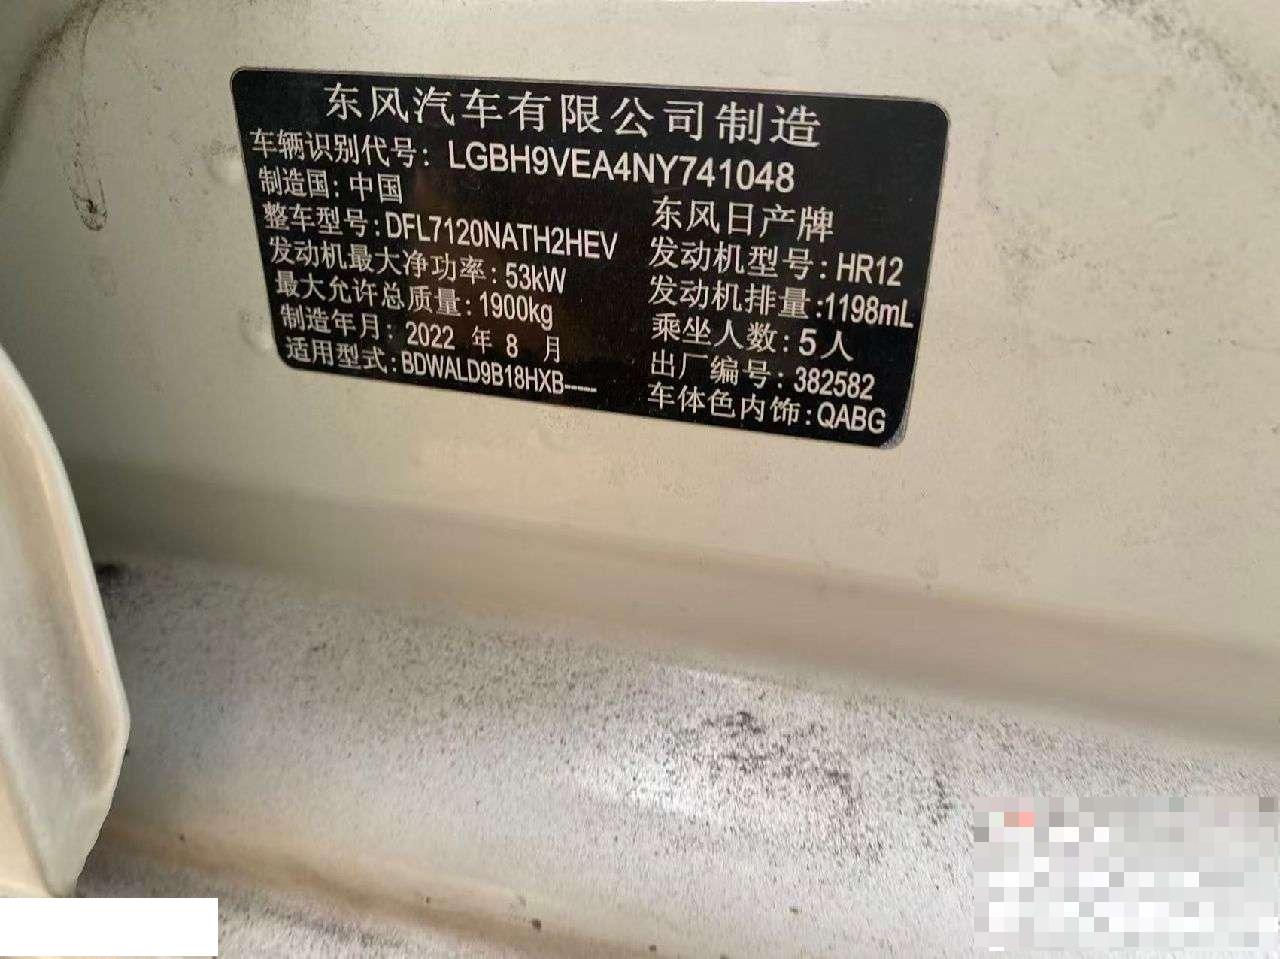 东风汽车有限公司制造
车辆识别代号：LGBH9VEA4NY741048
制造国：中国
东风日产牌
整车型号：DFL7120NATH2HEV
发动机型号：HR12
发动机最大净功率：53kW
发动机排量：1198mL
最大允许总质量：1900kg
乘坐人数：5人
制造年月：2022 年 8 月
出厂编号：382582
适用型式：BDWALD9B18HXB-----
车体色内饰：QABG